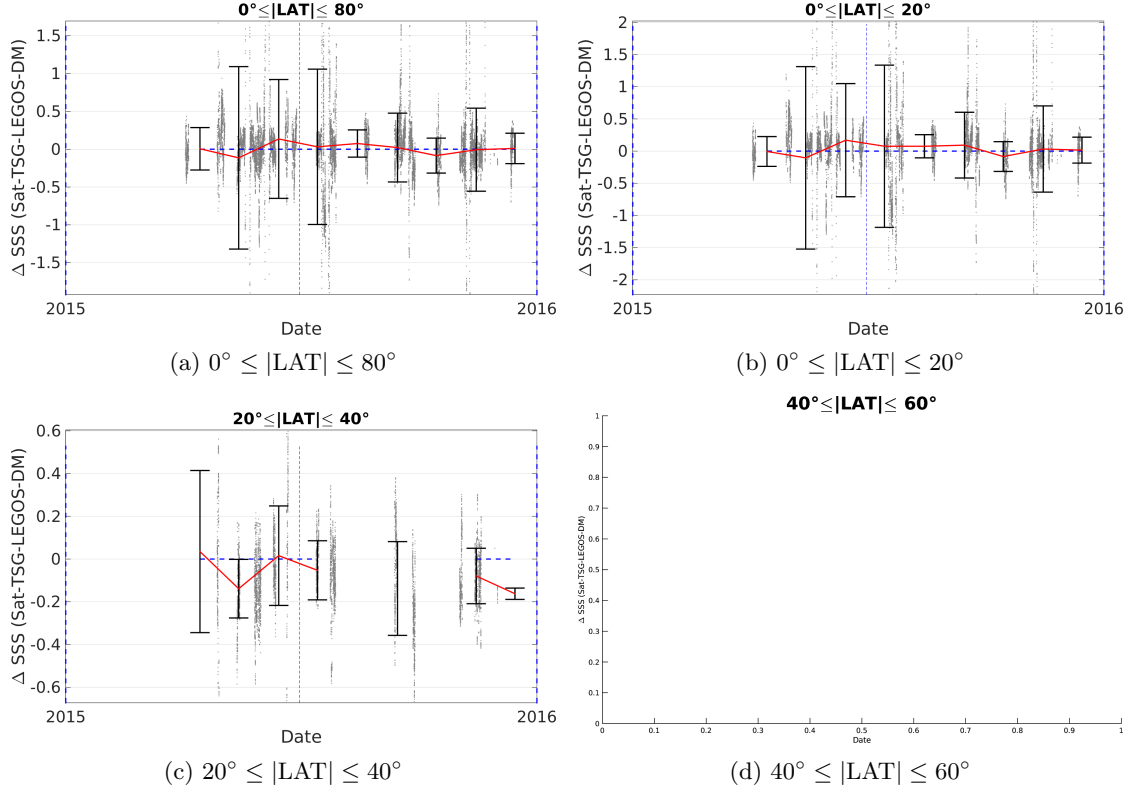 0°≤|LAT|≤ 80°
Δ SSS (Sat-TSG-LEGOS-DM)
1.5
1
0.5
0
-0.5
-1
-1.5
2015
2016
Date
(a) 0° ≤ |LAT| ≤ 80°
0°≤|LAT|≤ 20°
Δ SSS (Sat-TSG-LEGOS-DM)
2
1.5
1
0.5
0
-0.5
-1
-1.5
-2
2015
2016
Date
(b) 0° ≤ |LAT| ≤ 20°
20°≤|LAT|≤ 40°
Δ SSS (Sat-TSG-LEGOS-DM)
0.6
0.4
0.2
0
-0.2
-0.4
-0.6
2015
2016
Date
(c) 20° ≤ |LAT| ≤ 40°
40°≤|LAT|≤ 60°
Δ SSS (Sat-TSG-LEGOS-DM)
1
0.9
0.8
0.7
0.6
0.5
0.4
0.3
0.2
0.1
0
0 0.1 0.2 0.3 0.4 0.5 0.6 0.7 0.8 0.9 1
Date
(d) 40° ≤ |LAT| ≤ 60°